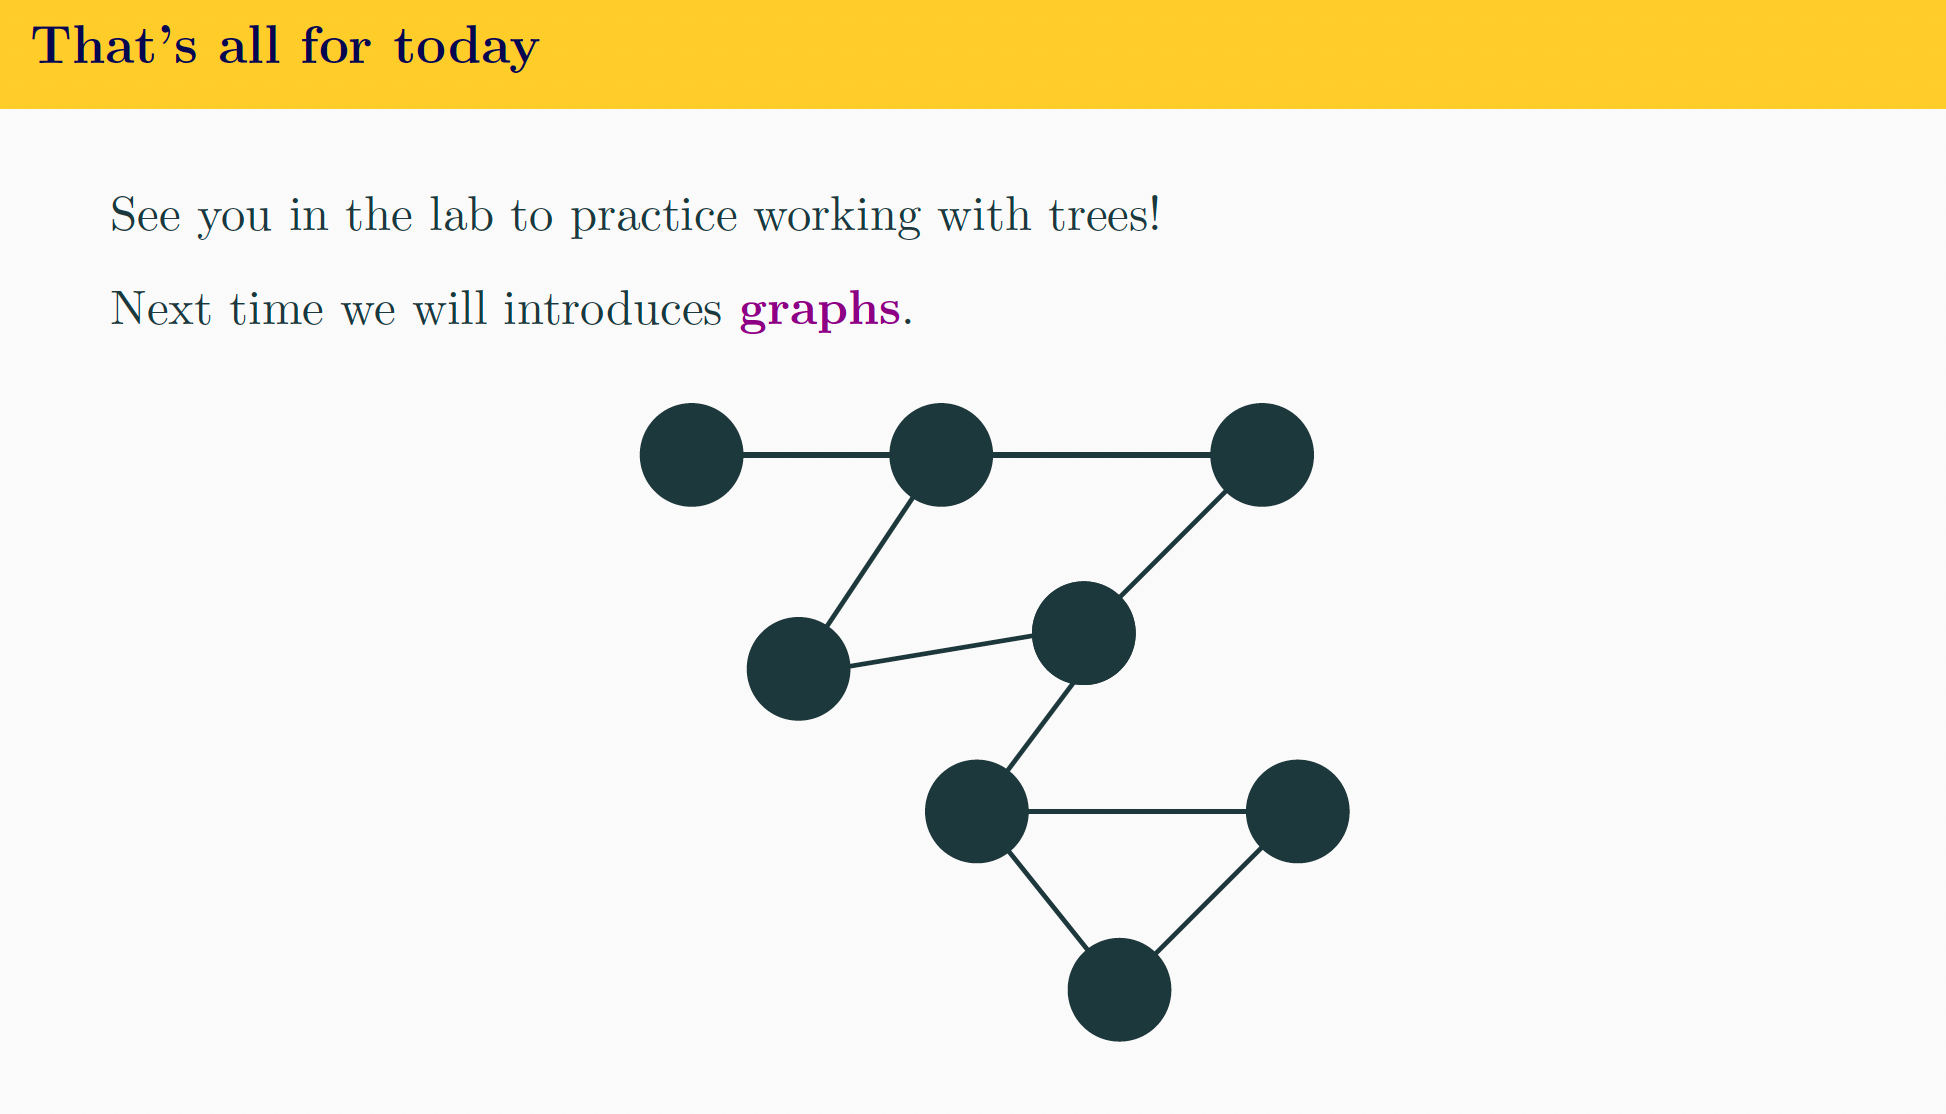 That's all for today
See you in the lab to practice working with trees!
Next time we will introduces graphs.